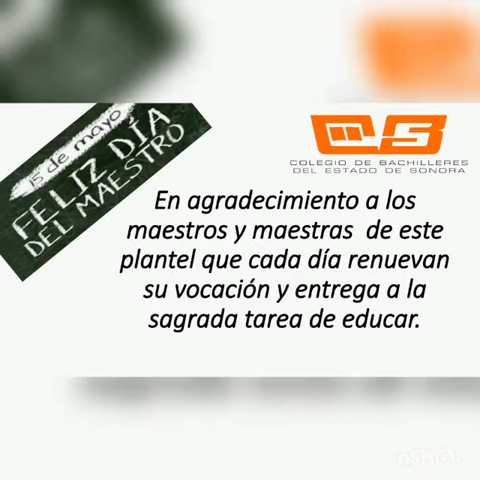 15 de mayo
FELIZ DÍA
DEL MAESTRO
COLEGIO DE BACHILLERES
DEL ESTADO DE SONORA
En agradecimiento a los
maestros y maestras de este
plantel que cada día renuevan
su vocación y entrega a la
sagrada tarea de educar.